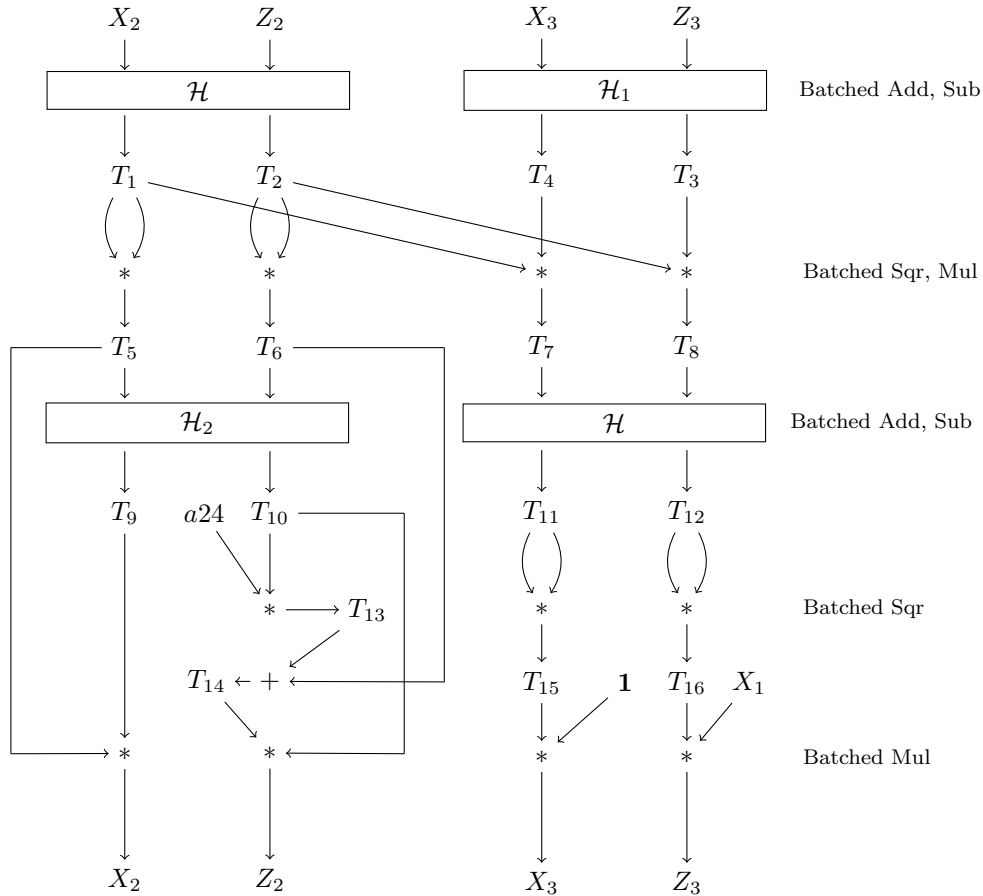 X₂ Z₂ X₃ Z₃
ℋ ℋ₁ Batched Add, Sub
T₁ T₂ T₄ T₃
* * * * Batched Sqr, Mul
T₅ T₆ T₇ T₈
ℋ₂ ℋ Batched Add, Sub
T₉ a24 T₁₀ T₁₁ T₁₂
* T₁₃ * * Batched Sqr
T₁₄ + T₁₅ 1 T₁₆ X₁
* * * * Batched Mul
X₂ Z₂ X₃ Z₃